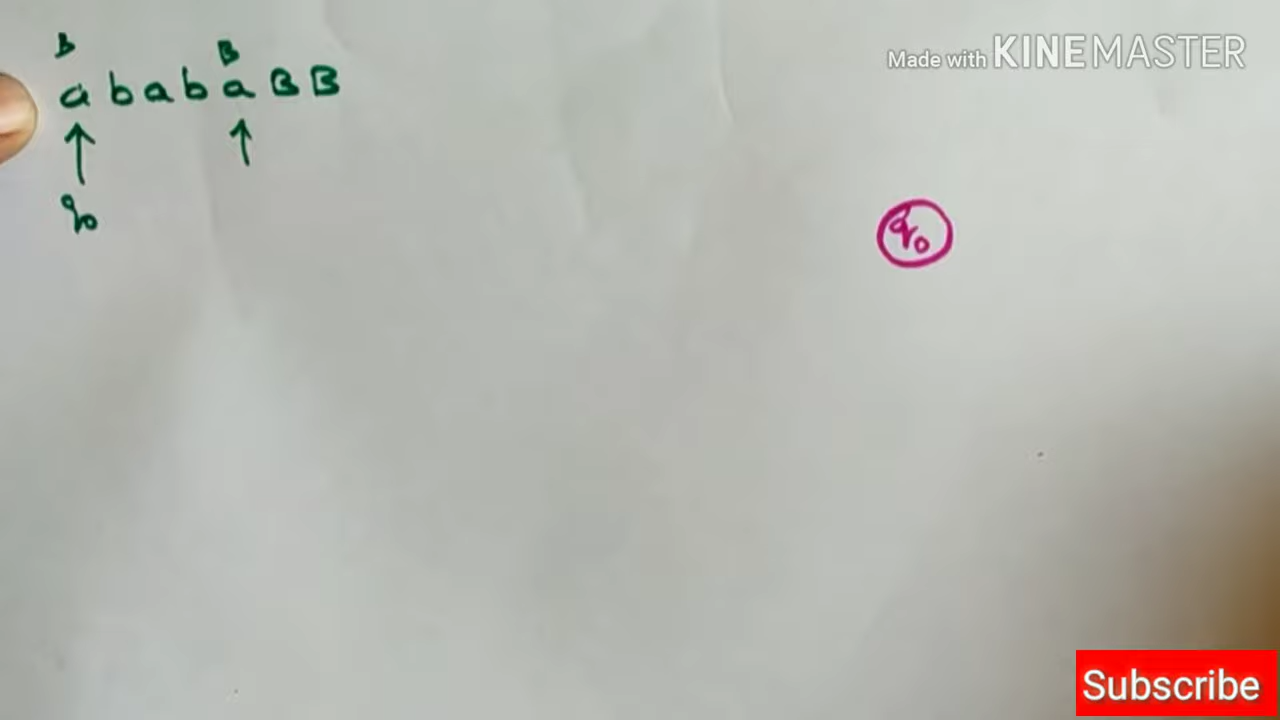 B B
a b a b a B B
↑ ↑
q0
q0
Made with KINEMASTER
Subscribe